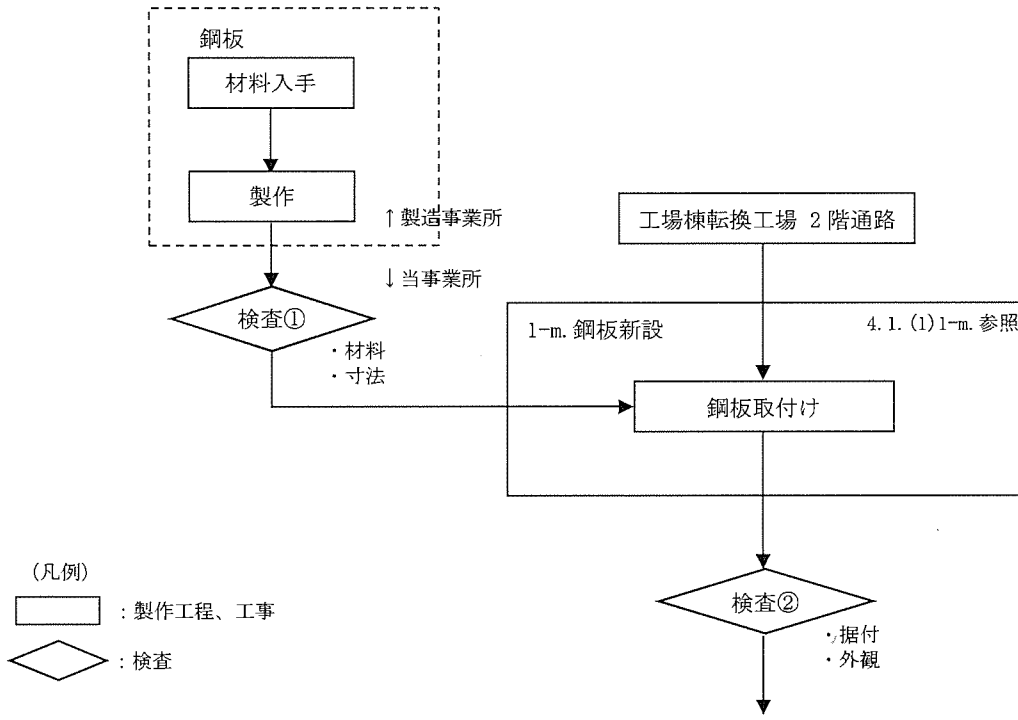 鋼板
材料入手
製作
↑製造事業所
↓当事業所
検査①
・材料
・寸法
工場棟転換工場 2階通路
1-m.鋼板新設
4.1.(1)1-m.参照
鋼板取付け
検査②
・据付
・外観
(凡例)
:製作工程、工事
:検査